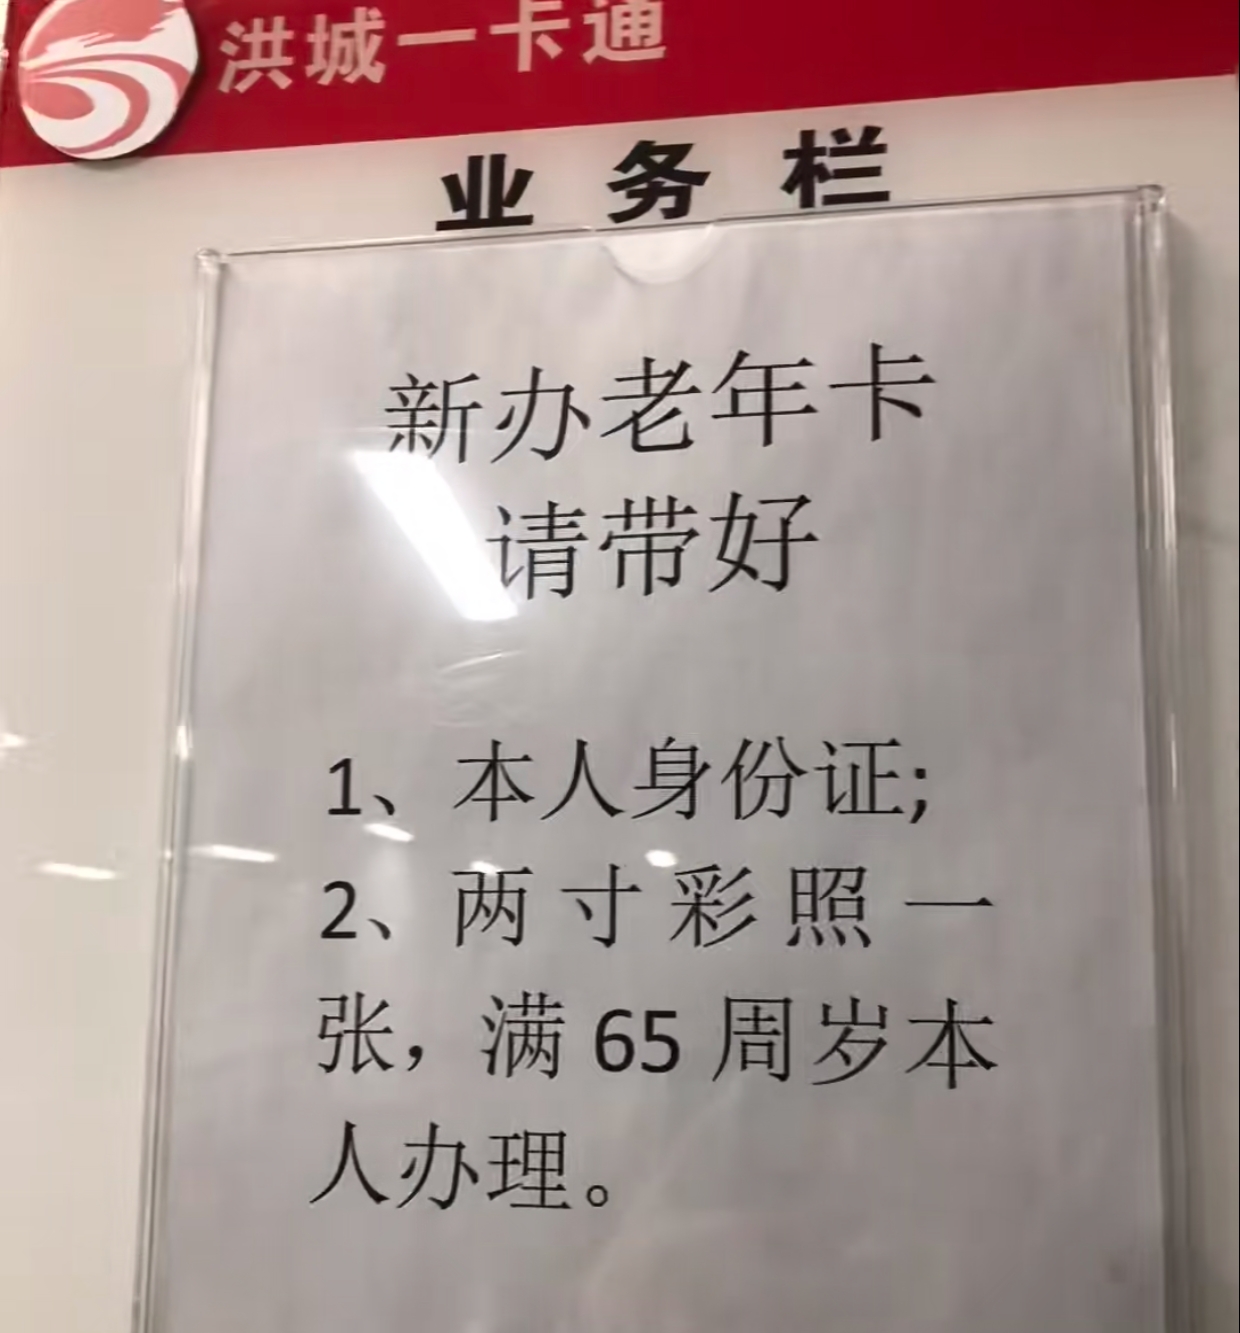 洪城一卡通
业务栏
新办老年卡
请带好
1、本人身份证;
2、两寸彩照一
张，满65周岁本
人办理。